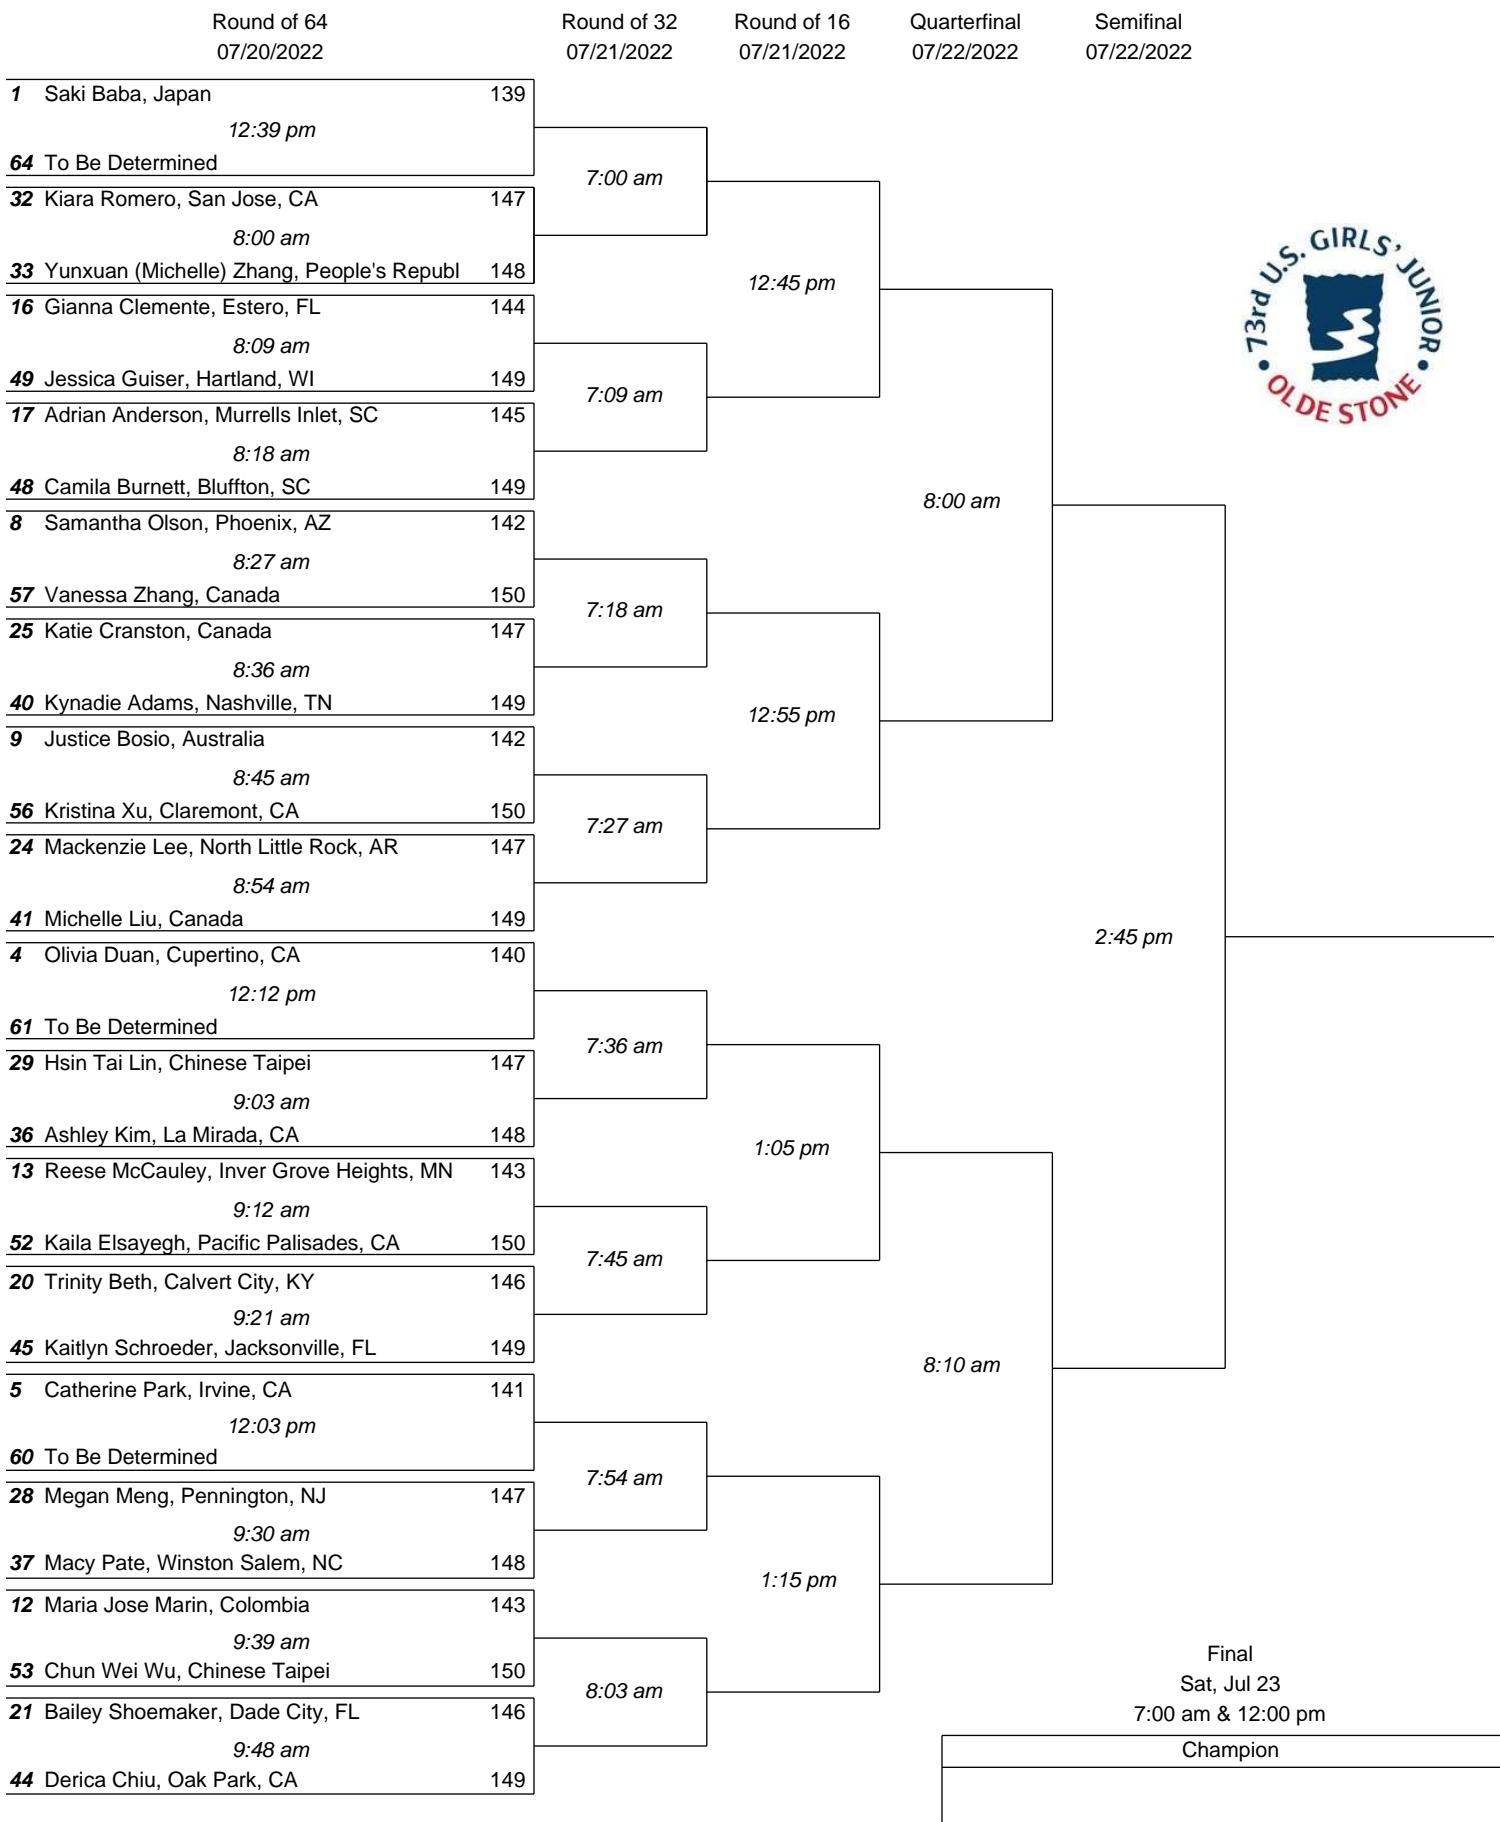 Round of 64 Round of 32 Round of 16 Quarterfinal Semifinal
07/20/2022 07/21/2022 07/21/2022 07/22/2022 07/22/2022
1 Saki Baba, Japan 139
12:39 pm
64 To Be Determined
7:00 am
32 Kiara Romero, San Jose, CA 147
8:00 am
33 Yunxuan (Michelle) Zhang, People's Republ 148
12:45 pm
16 Gianna Clemente, Estero, FL 144
8:09 am
49 Jessica Guiser, Hartland, WI 149
7:09 am
17 Adrian Anderson, Murrells Inlet, SC 145
8:18 am
48 Camila Burnett, Bluffton, SC 149
8:00 am
8 Samantha Olson, Phoenix, AZ 142
8:27 am
57 Vanessa Zhang, Canada 150
7:18 am
25 Katie Cranston, Canada 147
8:36 am
40 Kynadie Adams, Nashville, TN 149
12:55 pm
9 Justice Bosio, Australia 142
8:45 am
56 Kristina Xu, Claremont, CA 150
7:27 am
24 Mackenzie Lee, North Little Rock, AR 147
8:54 am
41 Michelle Liu, Canada 149
2:45 pm
4 Olivia Duan, Cupertino, CA 140
12:12 pm
61 To Be Determined
7:36 am
29 Hsin Tai Lin, Chinese Taipei 147
9:03 am
36 Ashley Kim, La Mirada, CA 148
1:05 pm
13 Reese McCauley, Inver Grove Heights, MN 143
9:12 am
52 Kaila Elsayegh, Pacific Palisades, CA 150
7:45 am
20 Trinity Beth, Calvert City, KY 146
9:21 am
45 Kaitlyn Schroeder, Jacksonville, FL 149
8:10 am
5 Catherine Park, Irvine, CA 141
12:03 pm
60 To Be Determined
7:54 am
28 Megan Meng, Pennington, NJ 147
9:30 am
37 Macy Pate, Winston Salem, NC 148
1:15 pm
12 Maria Jose Marin, Colombia 143
9:39 am
53 Chun Wei Wu, Chinese Taipei 150
8:03 am
21 Bailey Shoemaker, Dade City, FL 146
9:48 am
44 Derica Chiu, Oak Park, CA 149
• 73rd U.S. GIRLS' JUNIOR •
OLDE STONE
Final
Sat, Jul 23
7:00 am & 12:00 pm
Champion